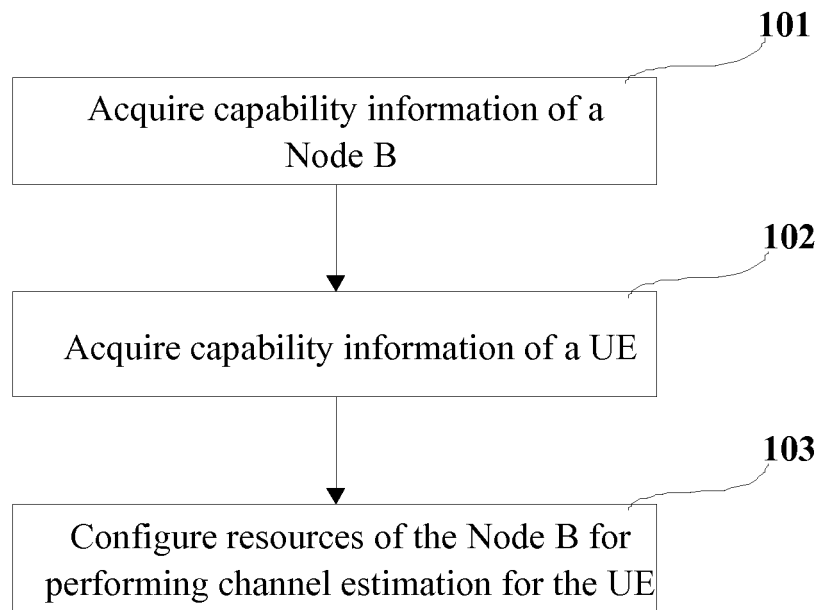 101
Acquire capability information of a
Node B
102
Acquire capability information of a UE
103
Configure resources of the Node B for
performing channel estimation for the UE